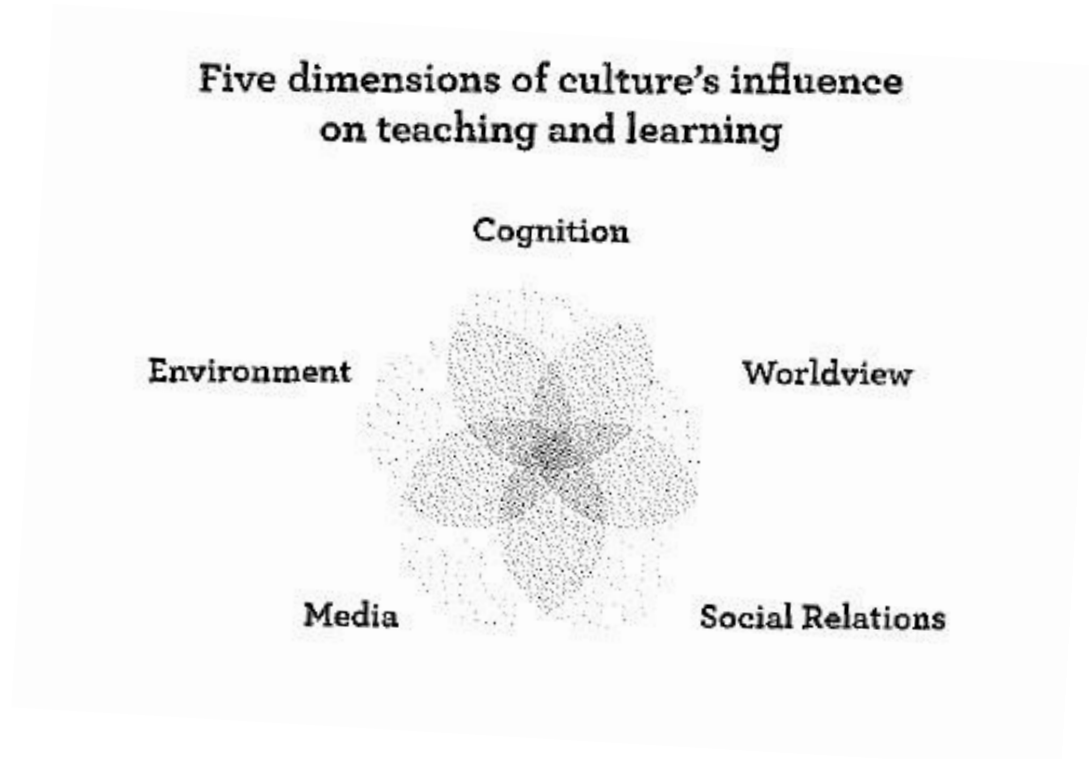 Five dimensions of culture's influence
on teaching and learning
Cognition
Environment
Worldview
Media
Social Relations